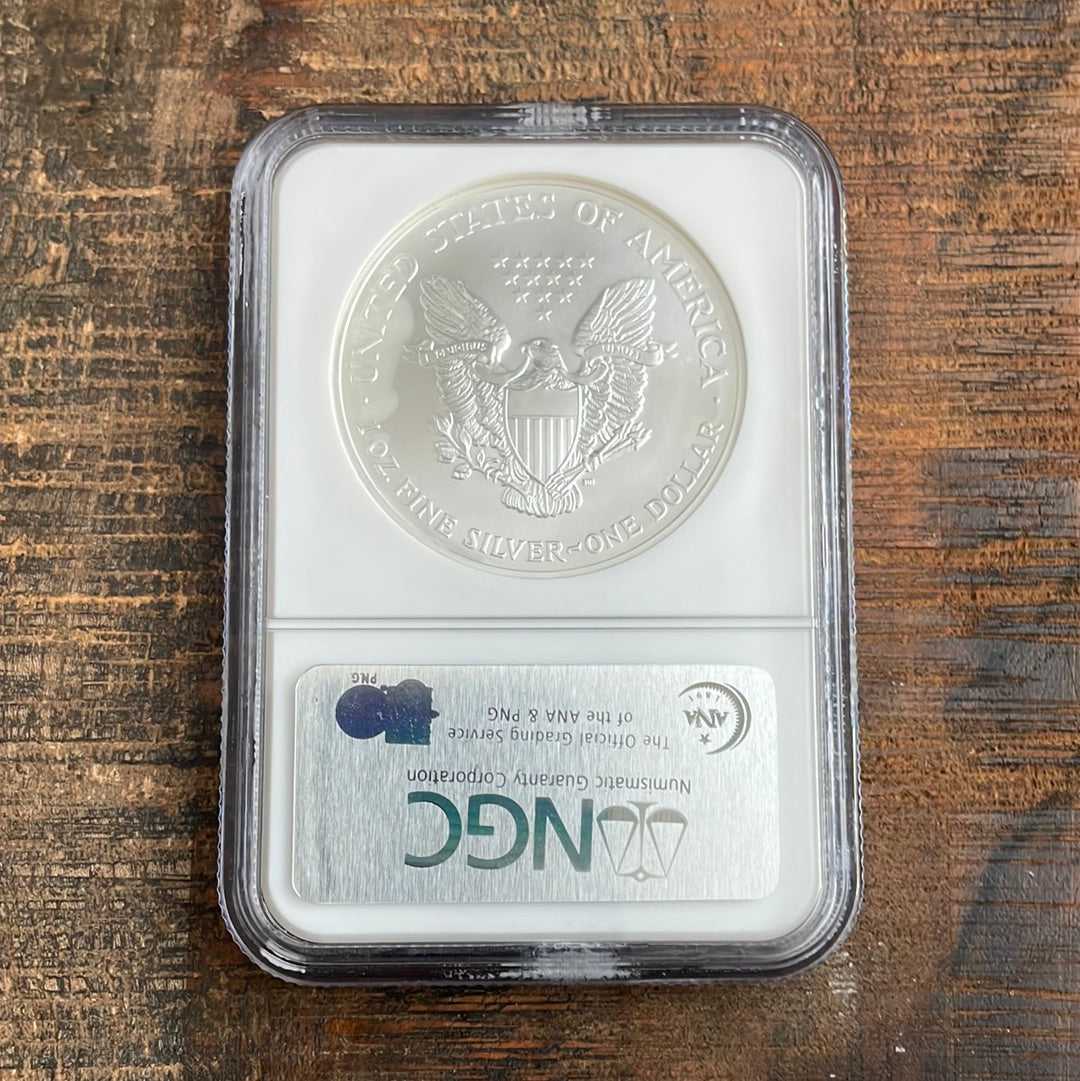 UNITED STATES OF AMERICA
PLURIBUS
UNUM
1 OZ. FINE SILVER~ONE DOLLAR
NGC
Numismatic Guaranty Corporation
The Official Grading Service
of the ANA & PNG
ANA
1891
PNG